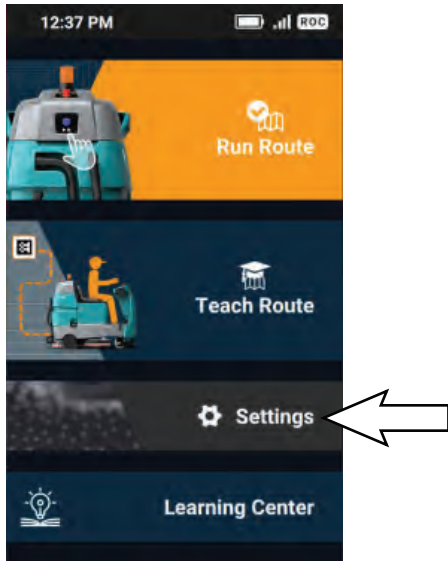 12:37 PM ROC
Run Route
Teach Route
Settings
Learning Center